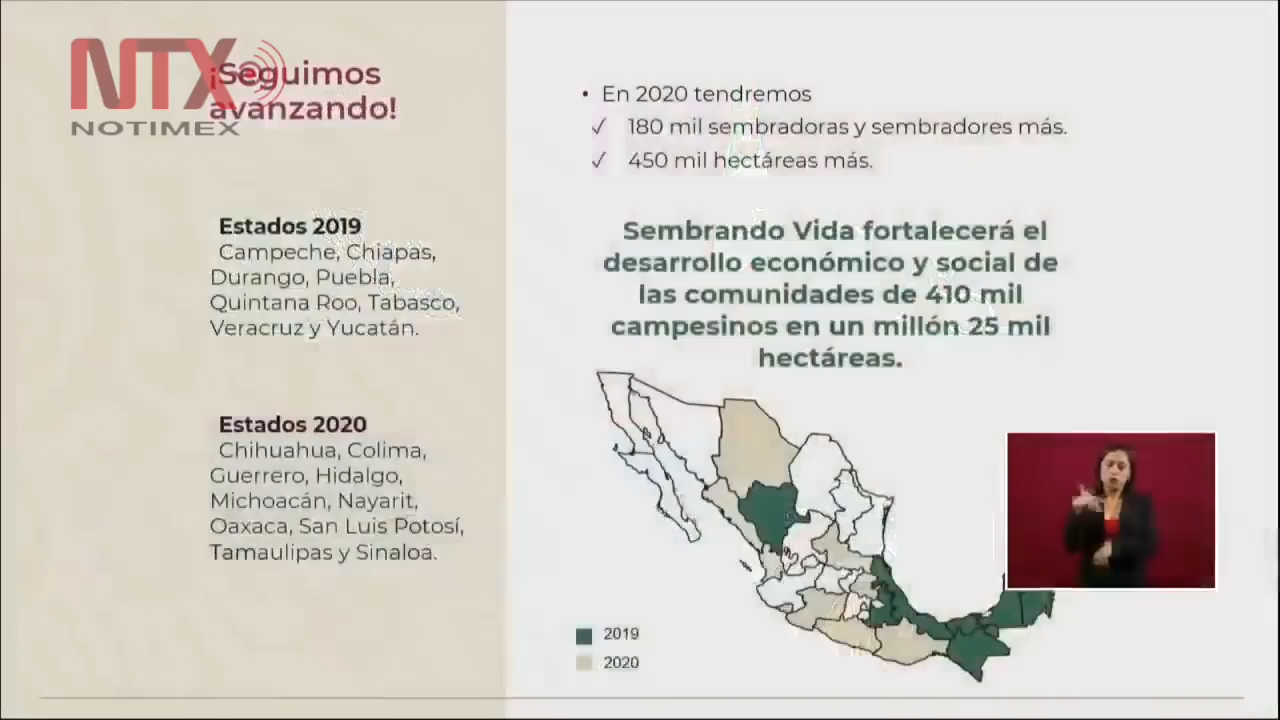 NTX
NOTIMEX
¡Seguimos
avanzando!
Estados 2019
Campeche, Chiapas,
Durango, Puebla,
Quintana Roo, Tabasco,
Veracruz y Yucatán.
Estados 2020
Chihuahua, Colima,
Guerrero, Hidalgo,
Michoacán, Nayarit,
Oaxaca, San Luis Potosí,
Tamaulipas y Sinaloa.
• En 2020 tendremos
✓ 180 mil sembradoras y sembradores más.
✓ 450 mil hectáreas más.
Sembrando Vida fortalecerá el
desarrollo económico y social de
las comunidades de 410 mil
campesinos en un millón 25 mil
hectáreas.
2019
2020